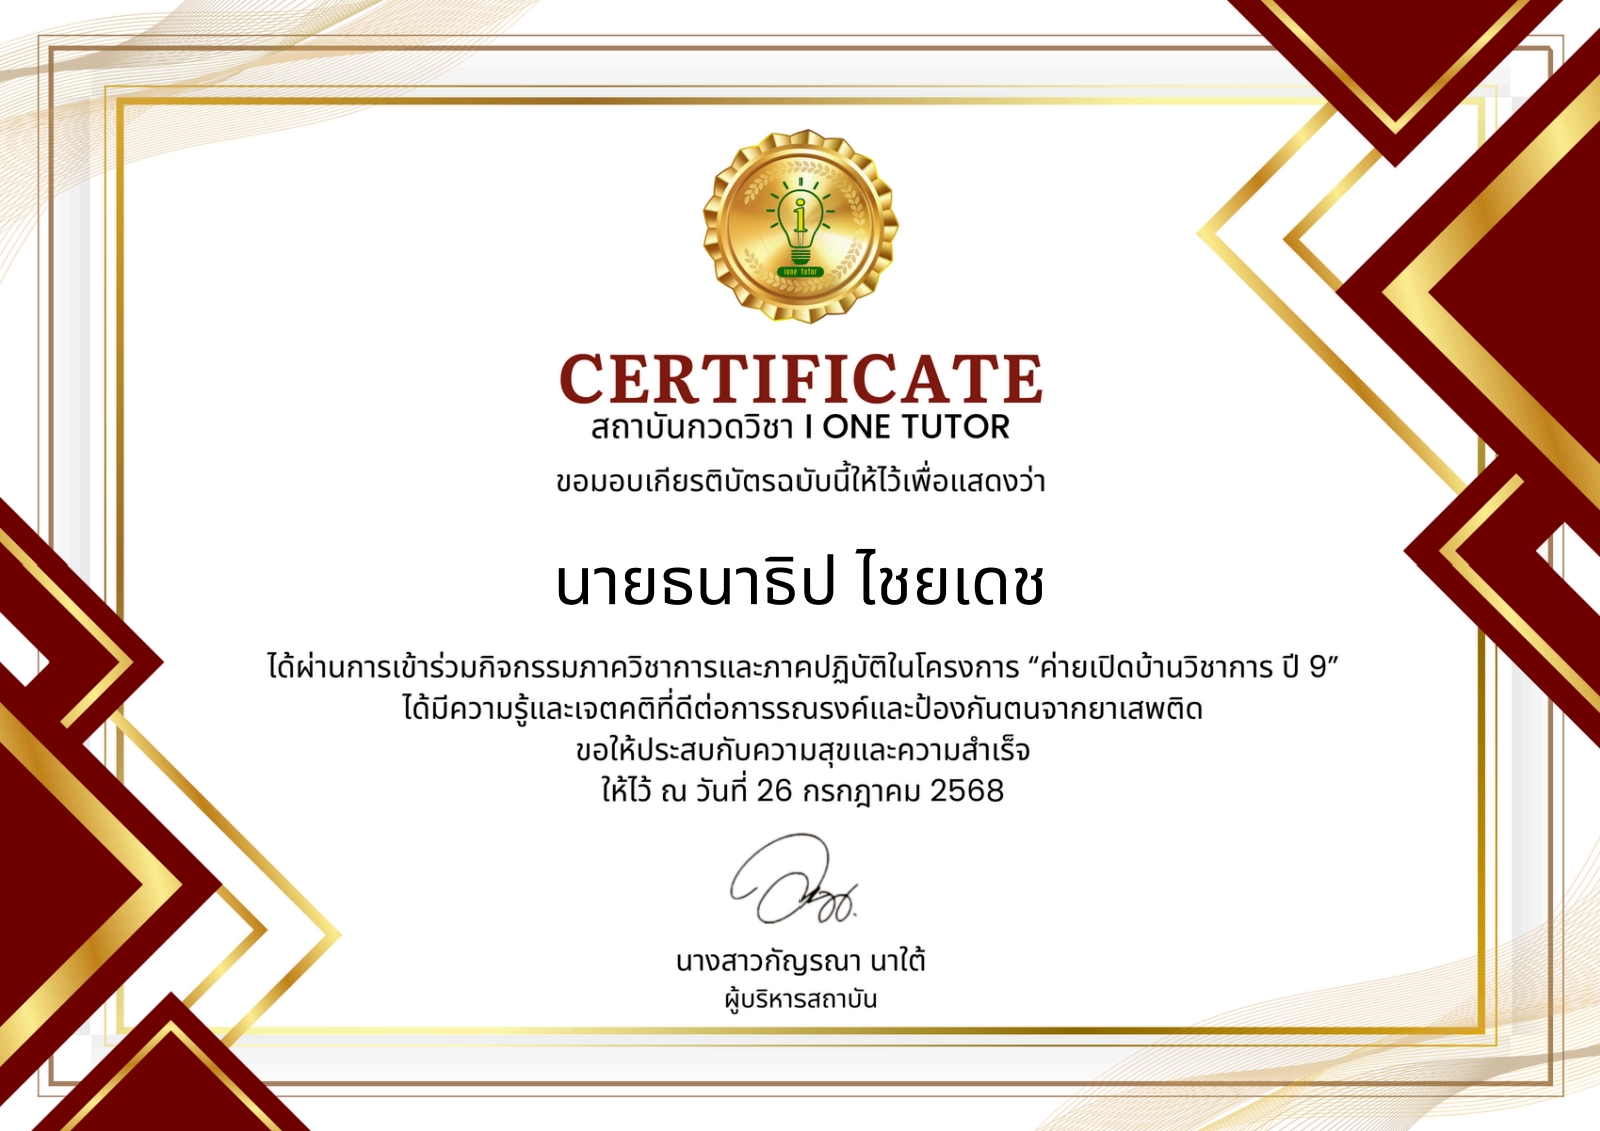 i
ione tutor
CERTIFICATE
สถาบันกวดวิชา I ONE TUTOR
ขอมอบเกียรติบัตรฉบับนี้ให้ไว้เพื่อแสดงว่า
นายธนาธิป ไชยเดช
ได้ผ่านการเข้าร่วมกิจกรรมภาควิชาการและภาคปฏิบัติในโครงการ “ค่ายเปิดบ้านวิชาการ ปี 9”
ได้มีความรู้และเจตคติที่ดีต่อการรณรงค์และป้องกันตนจากยาเสพติด
ขอให้ประสบกับความสุขและความสำเร็จ
ให้ไว้ ณ วันที่ 26 กรกฎาคม 2568
นางสาวกัญรณา นาใต้
ผู้บริหารสถาบัน